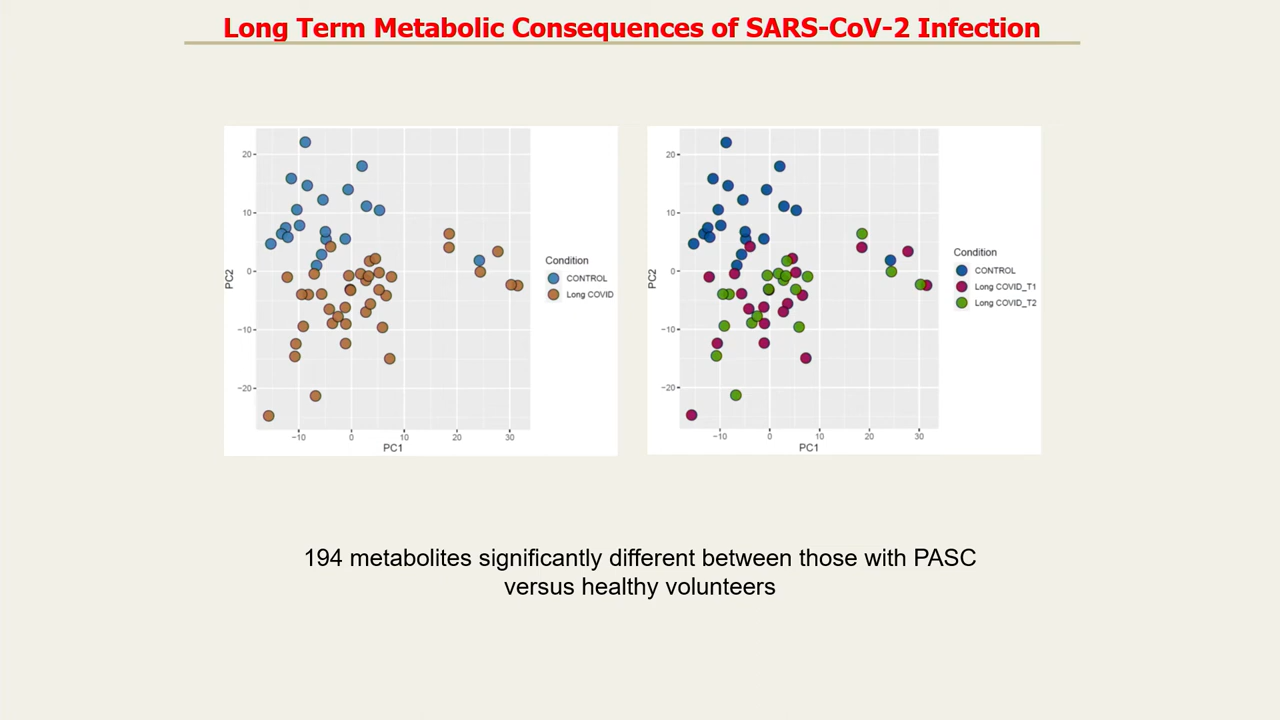 Long Term Metabolic Consequences of SARS-CoV-2 Infection
20
10
0
−10
−20
PC2
−10
0
10
20
30
PC1
Condition
CONTROL
Long COVID
20
10
0
−10
−20
PC2
−10
0
10
20
30
PC1
Condition
CONTROL
Long COVID_T1
Long COVID_T2
194 metabolites significantly different between those with PASC
versus healthy volunteers